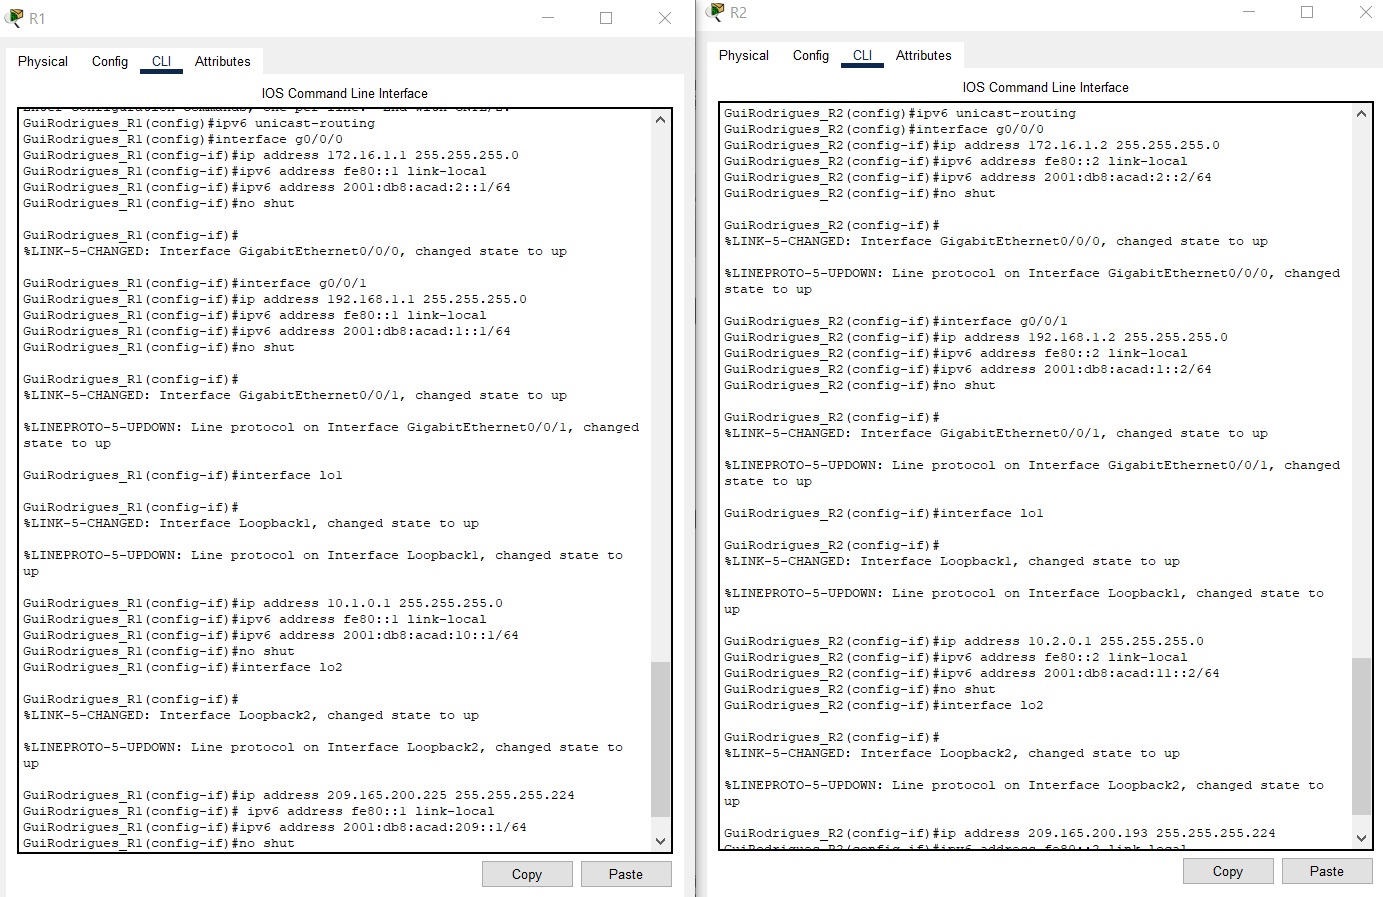 R1
Physical Config CLI Attributes
IOS Command Line Interface
Enter configuration commands, one per line. End with CNTL/Z.
GuiRodrigues_R1(config)#ipv6 unicast-routing
GuiRodrigues_R1(config)#interface g0/0/0
GuiRodrigues_R1(config-if)#ip address 172.16.1.1 255.255.255.0
GuiRodrigues_R1(config-if)#ipv6 address fe80::1 link-local
GuiRodrigues_R1(config-if)#ipv6 address 2001:db8:acad:2::1/64
GuiRodrigues_R1(config-if)#no shut
GuiRodrigues_R1(config-if)#
%LINK-5-CHANGED: Interface GigabitEthernet0/0/0, changed state to up
GuiRodrigues_R1(config-if)#interface g0/0/1
GuiRodrigues_R1(config-if)#ip address 192.168.1.1 255.255.255.0
GuiRodrigues_R1(config-if)#ipv6 address fe80::1 link-local
GuiRodrigues_R1(config-if)#ipv6 address 2001:db8:acad:1::1/64
GuiRodrigues_R1(config-if)#no shut
GuiRodrigues_R1(config-if)#
%LINK-5-CHANGED: Interface GigabitEthernet0/0/1, changed state to up
%LINEPROTO-5-UPDOWN: Line protocol on Interface GigabitEthernet0/0/1, changed
state to up
GuiRodrigues_R1(config-if)#interface lo1
GuiRodrigues_R1(config-if)#
%LINK-5-CHANGED: Interface Loopback1, changed state to up
%LINEPROTO-5-UPDOWN: Line protocol on Interface Loopback1, changed state to
up
GuiRodrigues_R1(config-if)#ip address 10.1.0.1 255.255.255.0
GuiRodrigues_R1(config-if)#ipv6 address fe80::1 link-local
GuiRodrigues_R1(config-if)#ipv6 address 2001:db8:acad:10::1/64
GuiRodrigues_R1(config-if)#no shut
GuiRodrigues_R1(config-if)#interface lo2
GuiRodrigues_R1(config-if)#
%LINK-5-CHANGED: Interface Loopback2, changed state to up
%LINEPROTO-5-UPDOWN: Line protocol on Interface Loopback2, changed state to
up
GuiRodrigues_R1(config-if)#ip address 209.165.200.225 255.255.255.224
GuiRodrigues_R1(config-if)# ipv6 address fe80::1 link-local
GuiRodrigues_R1(config-if)#ipv6 address 2001:db8:acad:209::1/64
GuiRodrigues_R1(config-if)#no shut
Copy Paste
R2
Physical Config CLI Attributes
IOS Command Line Interface
GuiRodrigues_R2(config)#ipv6 unicast-routing
GuiRodrigues_R2(config)#interface g0/0/0
GuiRodrigues_R2(config-if)#ip address 172.16.1.2 255.255.255.0
GuiRodrigues_R2(config-if)#ipv6 address fe80::2 link-local
GuiRodrigues_R2(config-if)#ipv6 address 2001:db8:acad:2::2/64
GuiRodrigues_R2(config-if)#no shut
GuiRodrigues_R2(config-if)#
%LINK-5-CHANGED: Interface GigabitEthernet0/0/0, changed state to up
%LINEPROTO-5-UPDOWN: Line protocol on Interface GigabitEthernet0/0/0, changed
state to up
GuiRodrigues_R2(config-if)#interface g0/0/1
GuiRodrigues_R2(config-if)#ip address 192.168.1.2 255.255.255.0
GuiRodrigues_R2(config-if)#ipv6 address fe80::2 link-local
GuiRodrigues_R2(config-if)#ipv6 address 2001:db8:acad:1::2/64
GuiRodrigues_R2(config-if)#no shut
GuiRodrigues_R2(config-if)#
%LINK-5-CHANGED: Interface GigabitEthernet0/0/1, changed state to up
%LINEPROTO-5-UPDOWN: Line protocol on Interface GigabitEthernet0/0/1, changed
state to up
GuiRodrigues_R2(config-if)#interface lo1
GuiRodrigues_R2(config-if)#
%LINK-5-CHANGED: Interface Loopback1, changed state to up
%LINEPROTO-5-UPDOWN: Line protocol on Interface Loopback1, changed state to
up
GuiRodrigues_R2(config-if)#ip address 10.2.0.1 255.255.255.0
GuiRodrigues_R2(config-if)#ipv6 address fe80::2 link-local
GuiRodrigues_R2(config-if)#ipv6 address 2001:db8:acad:11::2/64
GuiRodrigues_R2(config-if)#no shut
GuiRodrigues_R2(config-if)#interface lo2
GuiRodrigues_R2(config-if)#
%LINK-5-CHANGED: Interface Loopback2, changed state to up
%LINEPROTO-5-UPDOWN: Line protocol on Interface Loopback2, changed state to
up
GuiRodrigues_R2(config-if)#ip address 209.165.200.193 255.255.255.224
GuiRodrigues_R2(config-if)#ipv6 address fe80::2 link-local
Copy Paste